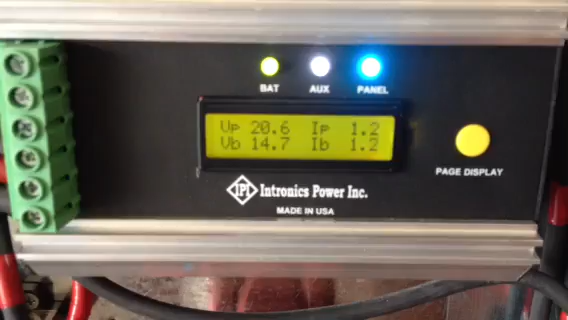 BAT AUX PANEL
Vp 20.6 Ip 1.2
Vb 14.7 Ib 1.2
PAGE DISPLAY
IPI Intronics Power Inc.
MADE IN USA